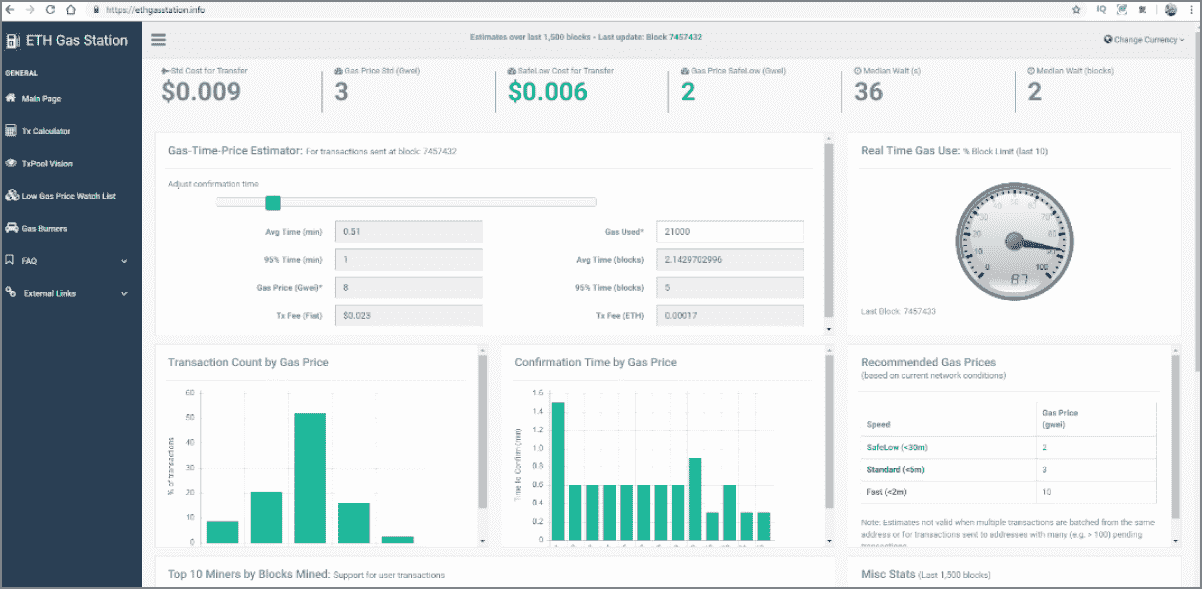 https://ethgasstation.info
ETH Gas Station
Estimates over last 1,500 blocks - Last update: Block 7457432
Change Currency
GENERAL
Main Page
Tx Calculator
TxPool Vision
Low Gas Price Watch List
Gas Burners
FAQ
External Links
Std Cost for Transfer
$0.009
Gas Price Std (Gwei)
3
SafeLow Cost for Transfer
$0.006
Gas Price SafeLow (Gwei)
2
Median Wait (s)
36
Median Wait (blocks)
2
Gas-Time-Price Estimator: For transactions sent at block: 7457432
Adjust confirmation time
Avg Time (min) 0.51
Gas Used* 21000
95% Time (min) 1
Avg Time (blocks) 2.1429702996
Gas Price (Gwei)* 8
95% Time (blocks) 5
Tx Fee (Fiat) $0.023
Tx Fee (ETH) 0.00017
Real Time Gas Use: % Block Limit (last 10)
0 10 20 30 40 50 60 70 80 90 100
87
Last Block: 7457433
Transaction Count by Gas Price
% of transactions
60
50
40
30
20
10
0
Confirmation Time by Gas Price
Time to Confirm (min)
1.6
1.4
1.2
1.0
0.8
0.6
0.4
0.2
0
Recommended Gas Prices
(based on current network conditions)
Speed Gas Price (gwei)
SafeLow (<30m) 2
Standard (<5m) 3
Fast (<2m) 10
Note: Estimates not valid when multiple transactions are batched from the same
address or for transactions sent to addresses with many (e.g. > 100) pending
transactions.
Top 10 Miners by Blocks Mined: Support for user transactions
Misc Stats (Last 1,500 blocks)